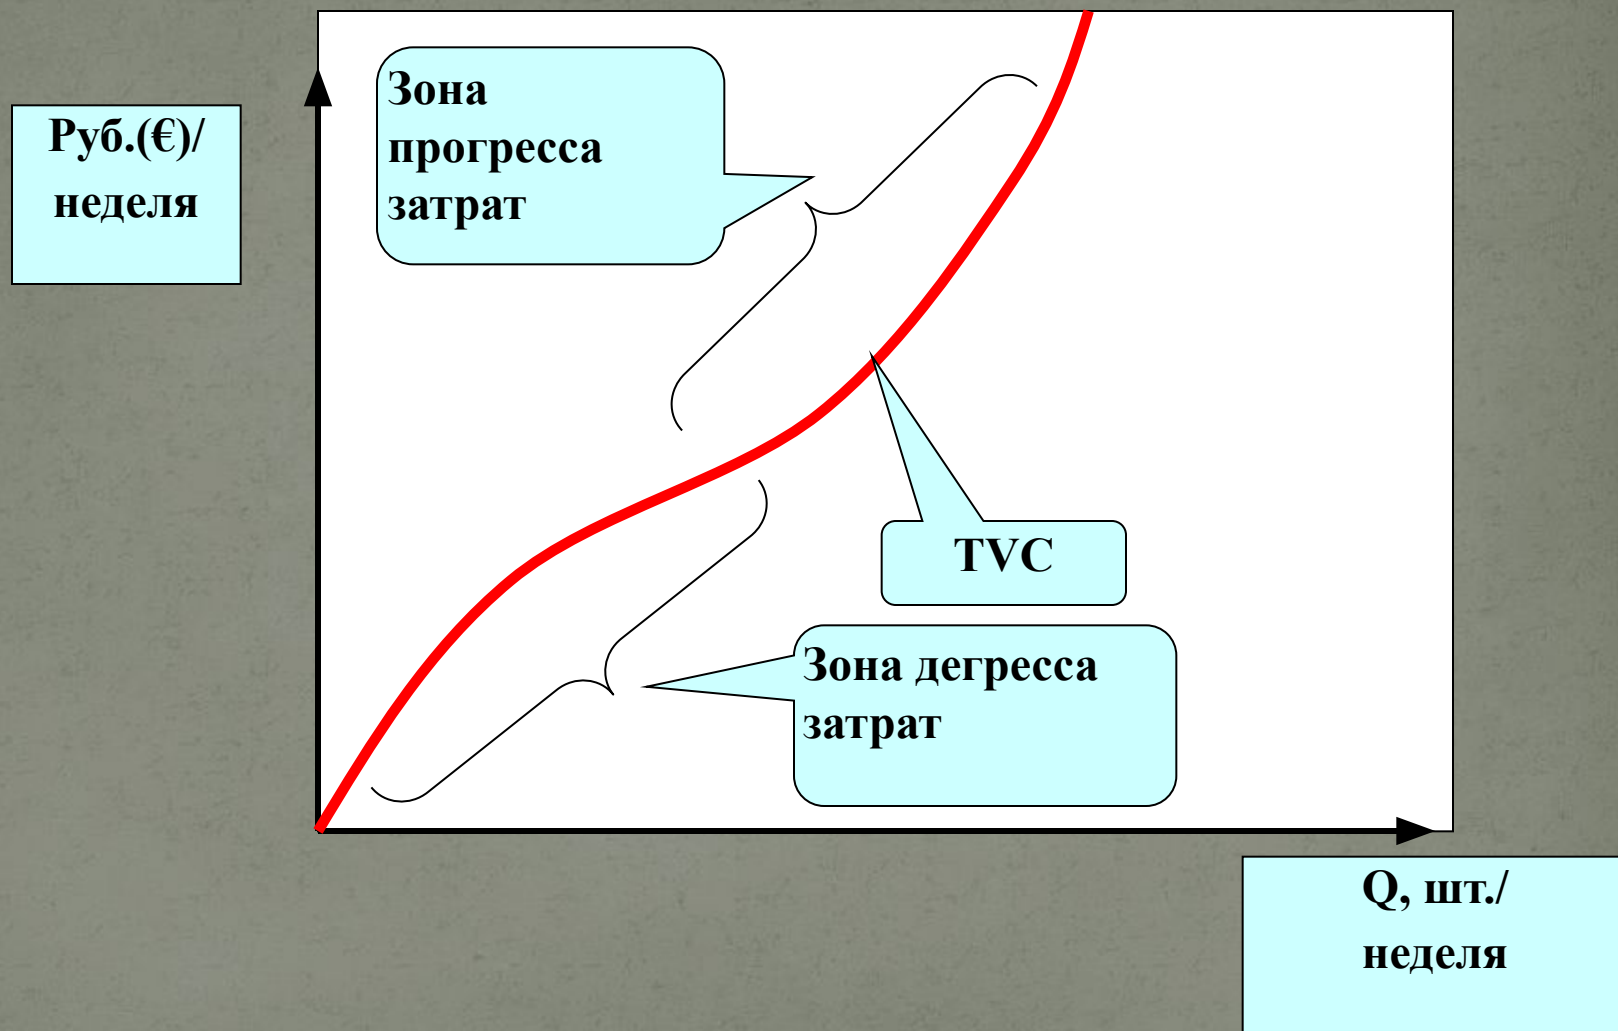 Зона
прогресса
затрат
Руб.(€)/
неделя
TVC
Зона дегресса
затрат
Q, шт./
неделя